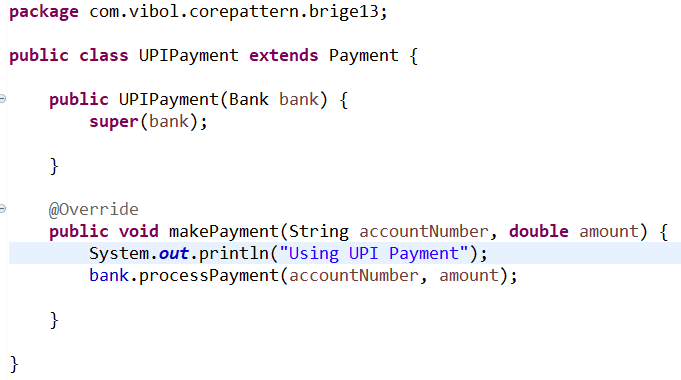 package com.vibol.corepattern.brige13;
public class UPIPayment extends Payment {
public UPIPayment(Bank bank) {
super(bank);
}
@Override
public void makePayment(String accountNumber, double amount) {
System.out.println("Using UPI Payment");
bank.processPayment(accountNumber, amount);
}
}